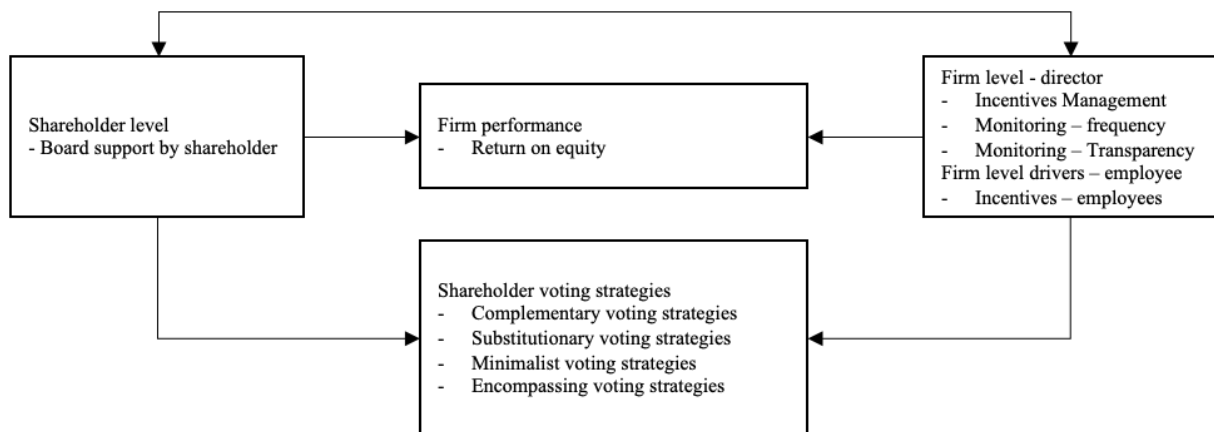 Shareholder level
- Board support by shareholder
Firm performance
- Return on equity
Firm level - director
- Incentives Management
- Monitoring – frequency
- Monitoring – Transparency
Firm level drivers – employee
- Incentives – employees
Shareholder voting strategies
- Complementary voting strategies
- Substitutionary voting strategies
- Minimalist voting strategies
- Encompassing voting strategies